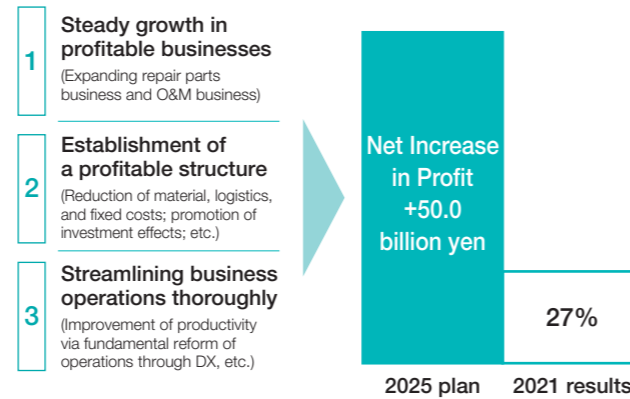 1
Steady growth in
profitable businesses
(Expanding repair parts
business and O&M business)
2
Establishment of
a profitable structure
(Reduction of material, logistics,
and fixed costs; promotion of
investment effects; etc.)
3
Streamlining business
operations thoroughly
(Improvement of productivity
via fundamental reform of
operations through DX, etc.)
Net Increase
in Profit
+50.0
billion yen
27%
2025 plan
2021 results